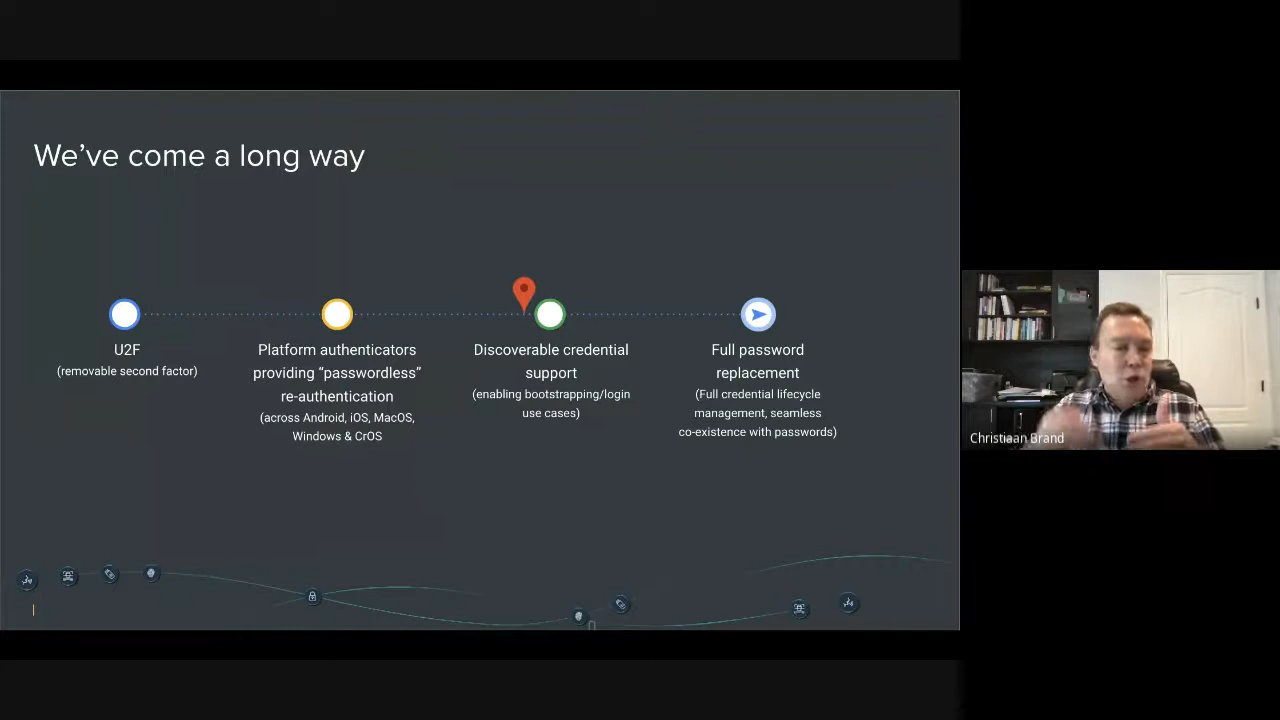 We've come a long way
U2F
(removable second factor)
Platform authenticators
providing “passwordless”
re-authentication
(across Android, iOS, MacOS,
Windows & CrOS
Discoverable credential
support
(enabling bootstrapping/login
use cases)
Full password
replacement
(Full credential lifecycle
management, seamless
co-existence with passwords)
Christiaan Brand